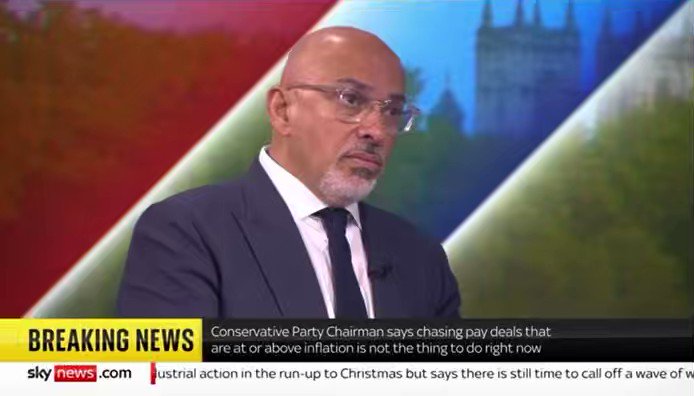 BREAKING NEWS
Conservative Party Chairman says chasing pay deals that
are at or above inflation is not the thing to do right now
sky news.com
dustrial action in the run-up to Christmas but says there is still time to call off a wave of w